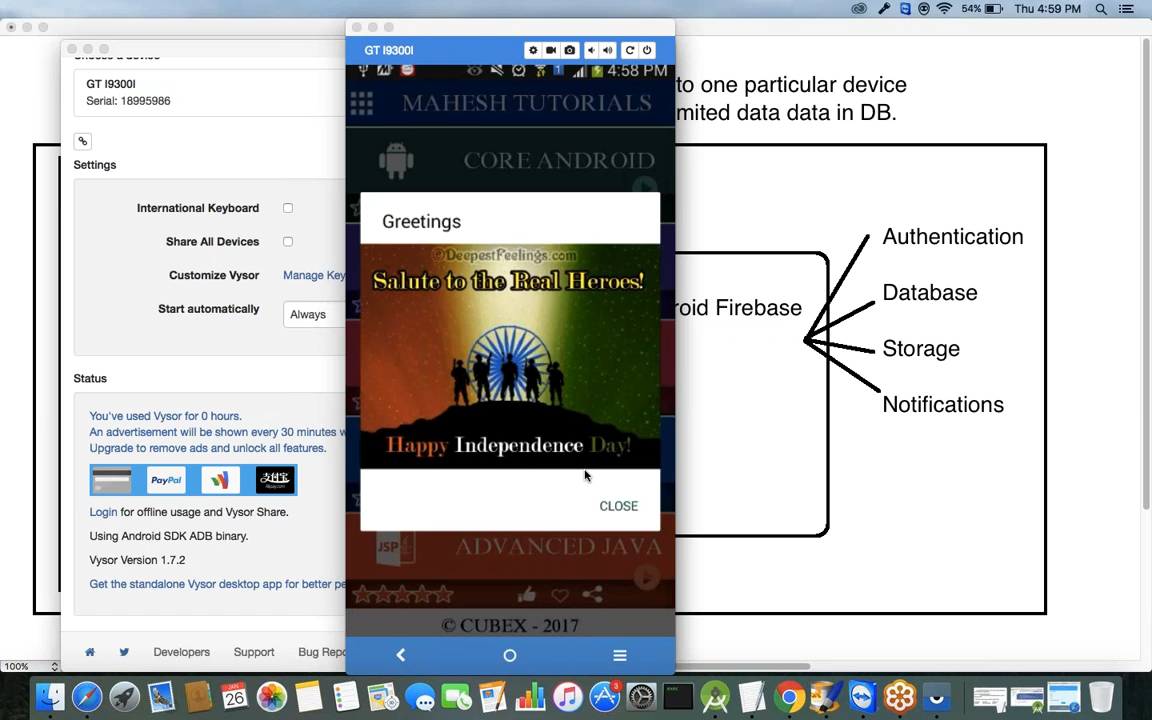 54%
Thu 4:59 PM
Choose a device
GT I9300I
Serial: 18995986
Settings
International Keyboard
Share All Devices
Customize Vysor
Manage Key
Start automatically
Always
Status
You've used Vysor for 0 hours.
An advertisement will be shown every 30 minutes w
Upgrade to remove ads and unlock all features.
PayPal
Login for offline usage and Vysor Share.
Using Android SDK ADB binary.
Vysor Version 1.7.2
Get the standalone Vysor desktop app for better pe
Developers
Support
Bug Repo
100%
GT I9300I
1
4:58 PM
MAHESH TUTORIALS
CORE ANDROID
Greetings
©DeepestFeelings.com
Salute to the Real Heroes!
Happy Independence Day!
CLOSE
JSP
ADVANCED JAVA
© CUBEX - 2017
to one particular device
mited data data in DB.
roid Firebase
Authentication
Database
Storage
Notifications
JAN
26